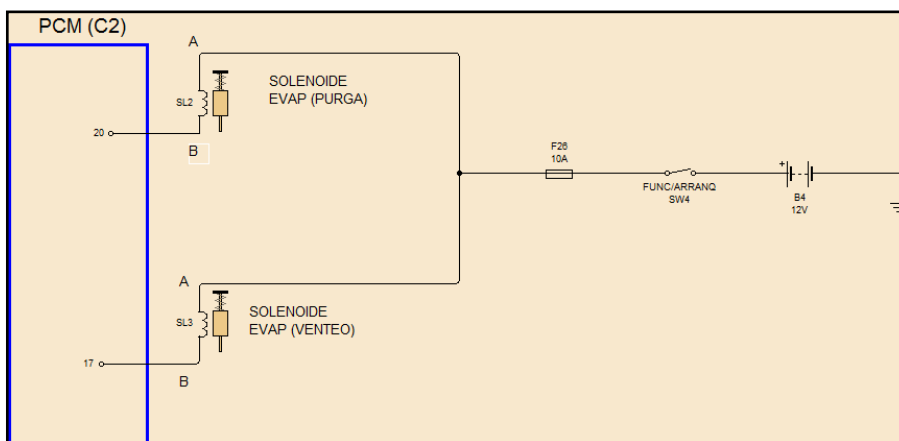 PCM (C2)
A
SOLENOIDE
EVAP (PURGA)
SL2
20
B
F26
10A
FUNC/ARRANQ
SW4
+
B4
12V
A
SOLENOIDE
EVAP (VENTEO)
SL3
17
B